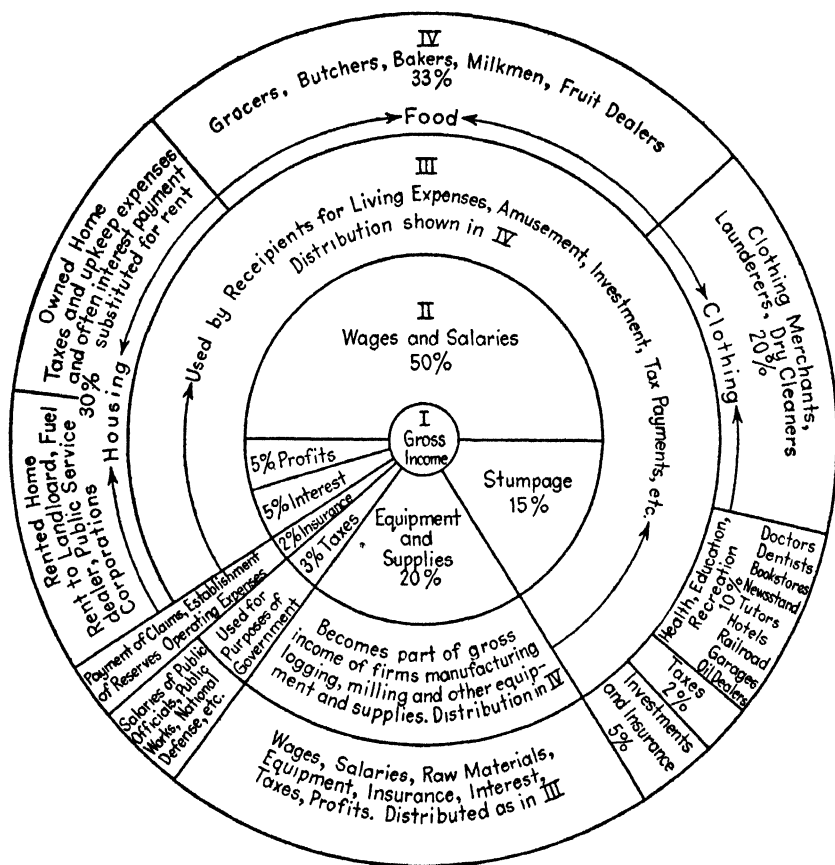 IV
Grocers, Butchers, Bakers, Milkmen, Fruit Dealers
33%
Food
III
Used by Receipients for Living Expenses, Amusement, Investment, Tax Payments, etc.
Distribution shown in IV
II
Wages and Salaries
50%
I
Gross
Income
5% Profits
5% Interest
2% Insurance
3% Taxes
Equipment
and
Supplies
20%
Stumpage
15%
Owned Home
Taxes and upkeep expenses
and often interest payment
substituted for rent
30%
Housing
Rented Home
Rent to Landloard, Fuel
Dealer, Public Service
Corporations
Clothing
Clothing Merchants,
Launderers, Dry Cleaners
20%
Health, Education,
Recreation
10%
Doctors
Dentists
Bookstores
Newsstand
Tutors
Hotels
Railroad
Garages
Oil Dealers
Taxes
2%
Investments
and Insurance
5%
Payment of Claims, Establishment
of Reserves Operating Expenses
Used for
Purposes of
Government
Salaries of Public
Officials, Public
Works, National
Defense, etc.
Becomes part of gross
income of firms manufacturing
logging, milling and other equip-
ment and supplies. Distribution in IV
Wages, Salaries, Raw Materials,
Equipment, Insurance, Interest,
Taxes, Profits. Distributed as in III